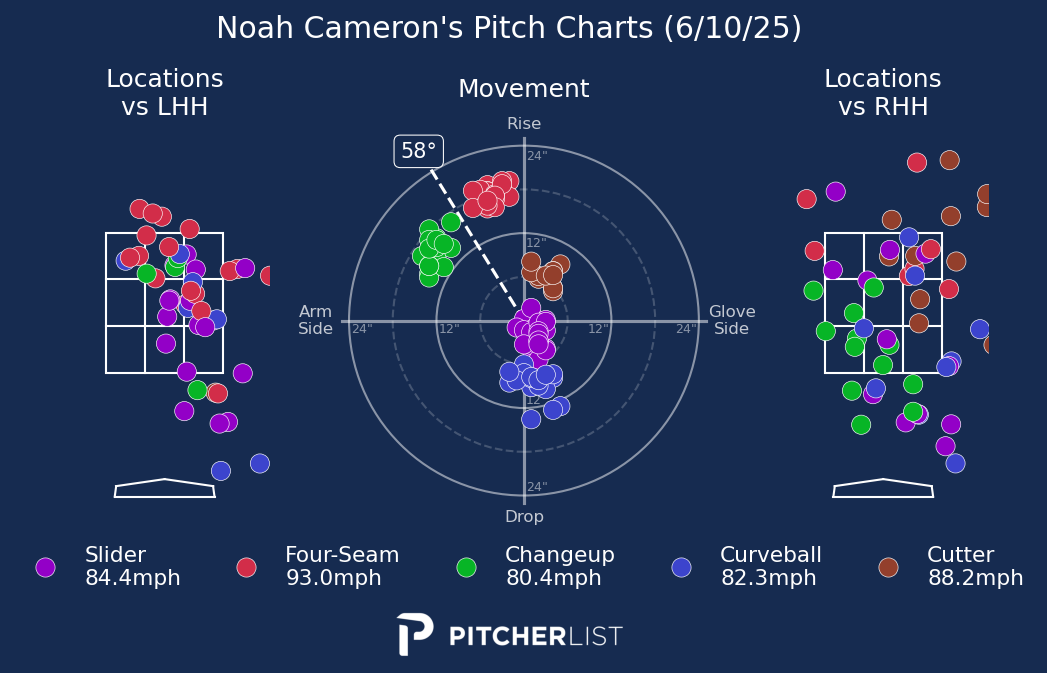 Noah Cameron's Pitch Charts (6/10/25)
Locations
vs LHH
Movement
Locations
vs RHH
Rise
58°
24"
12"
Arm
Side
24"
12"
12"
24"
Glove
Side
12"
24"
Drop
Slider
84.4mph
Four-Seam
93.0mph
Changeup
80.4mph
Curveball
82.3mph
Cutter
88.2mph
PITCHERLIST